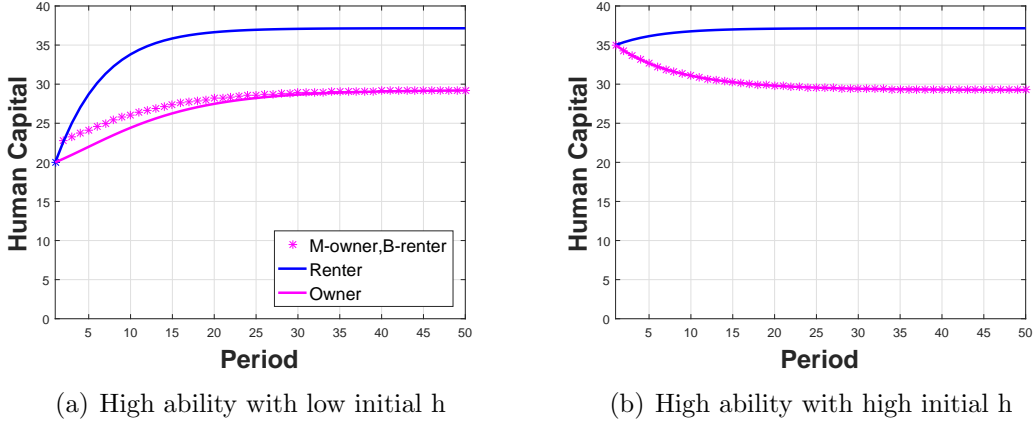 40
35
30
25
20
15
10
5
0
Human Capital
5 10 15 20 25 30 35 40 45 50
Period
M-owner,B-renter
Renter
Owner
(a) High ability with low initial h
40
35
30
25
20
15
10
5
0
Human Capital
5 10 15 20 25 30 35 40 45 50
Period
(b) High ability with high initial h